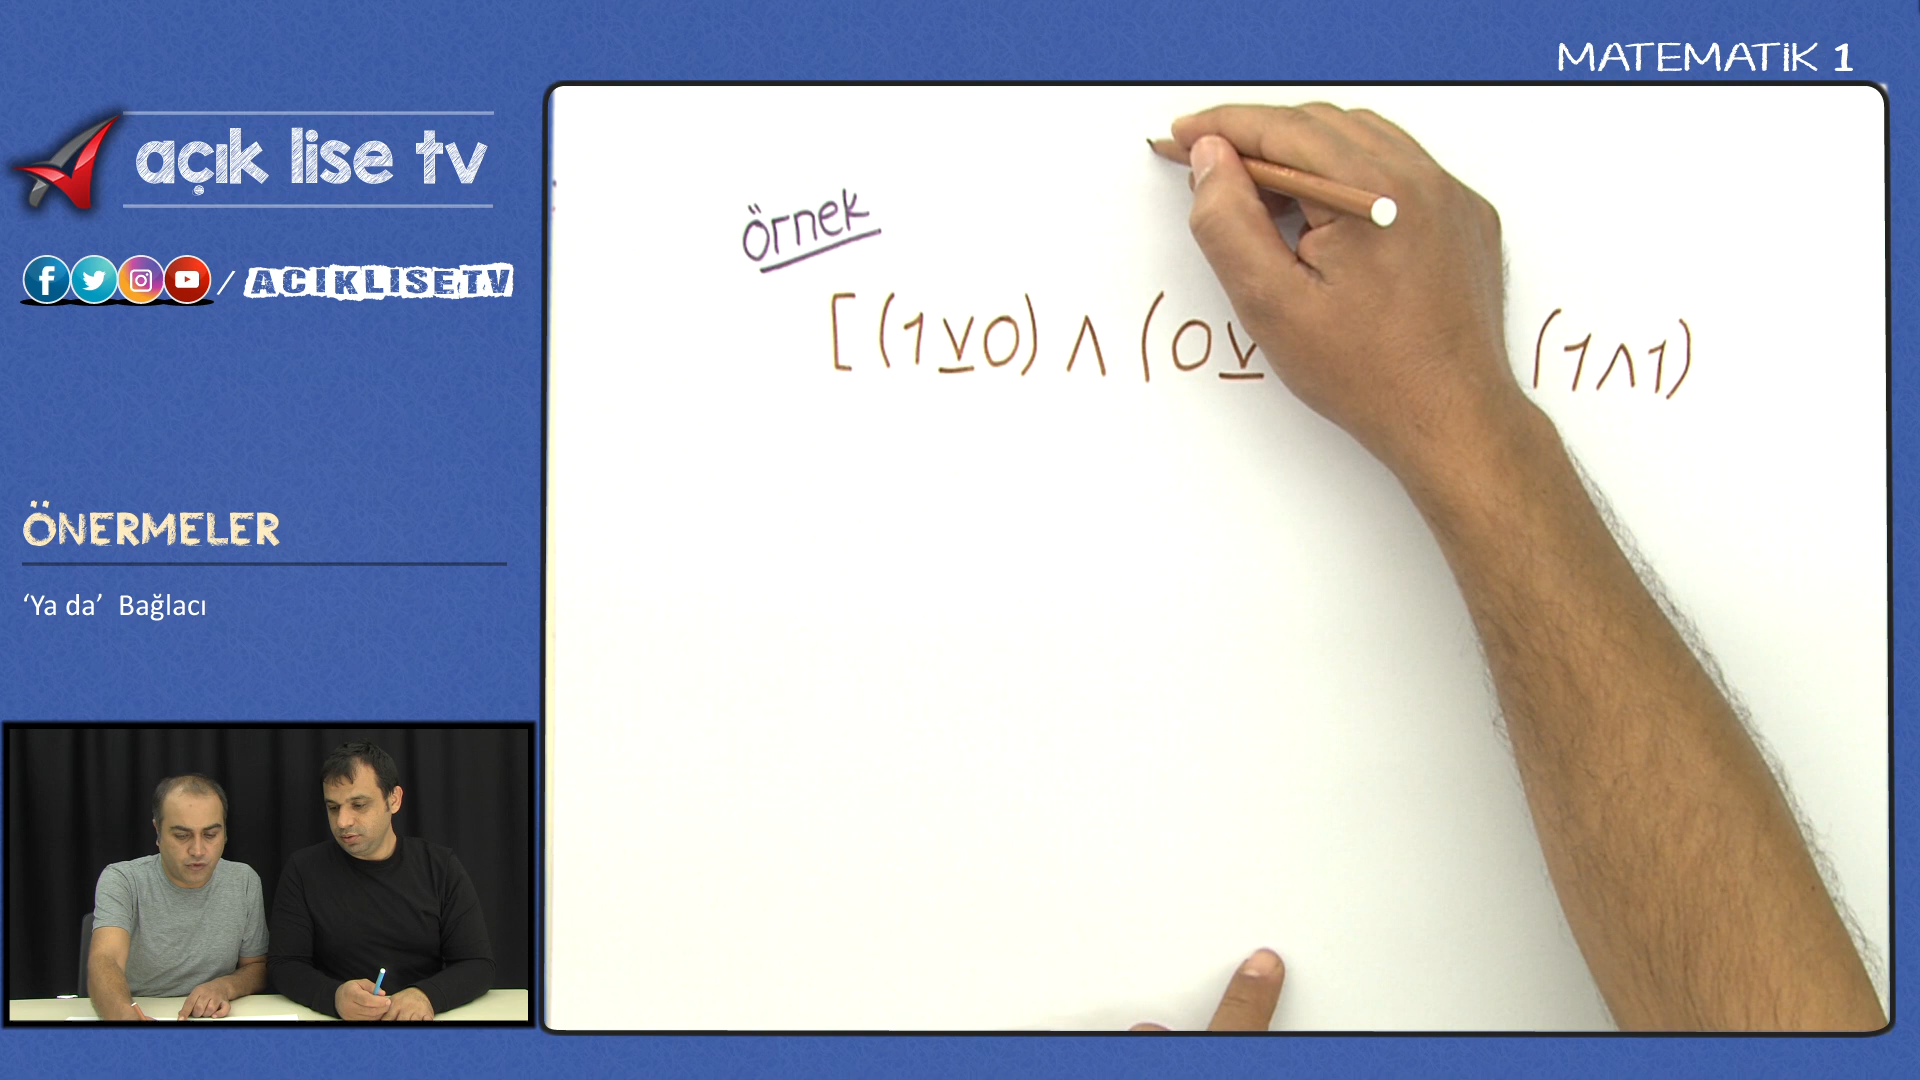 MATEMATİK 1
açık lise tv
/ ACIKLISETV
örnek
[(1⊻0) ∧ (0⊻ (1∧1)
ÖNERMELER
‘Ya da’ Bağlacı